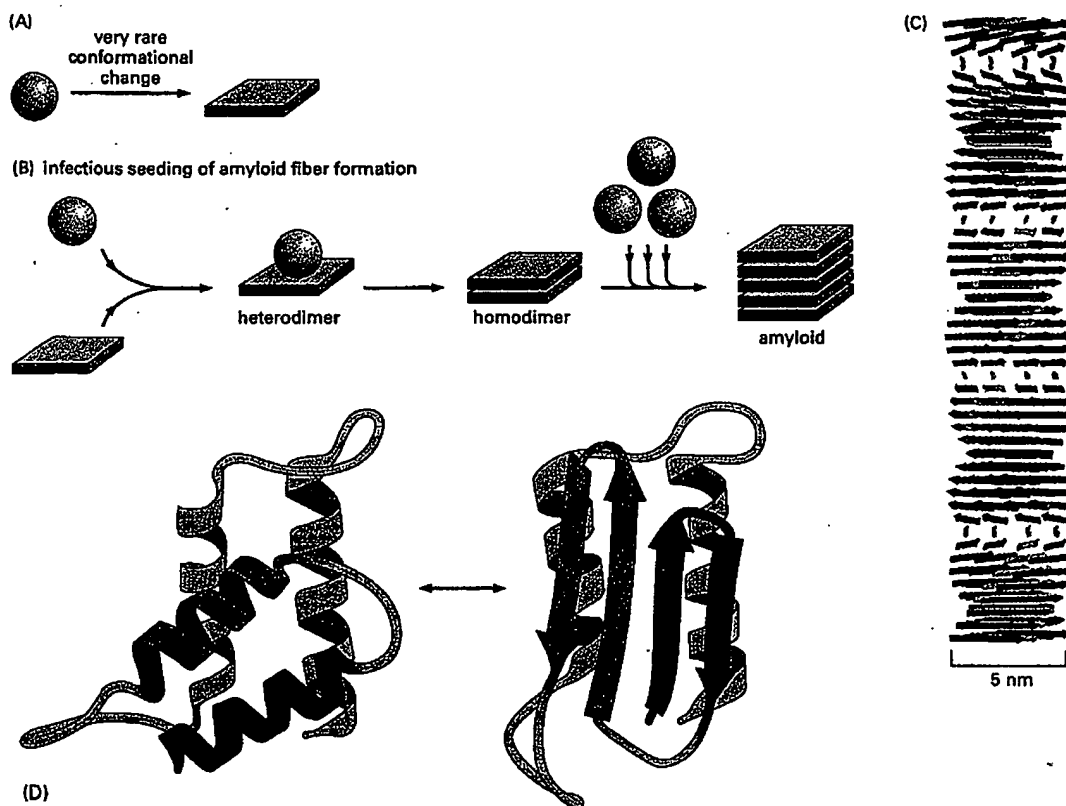 (A)
very rare
conformational
change
(B) infectious seeding of amyloid fiber formation
heterodimer
homodimer
amyloid
(C)
5 nm
(D)